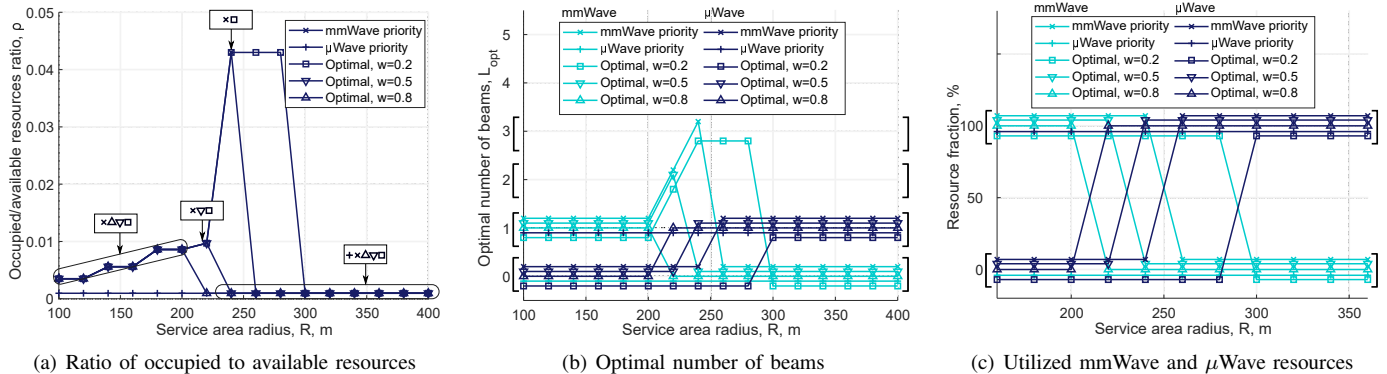 Occupied/available resources ratio, ρ
0.05
0.04
0.03
0.02
0.01
0
mmWave priority
μWave priority
Optimal, w=0.2
Optimal, w=0.5
Optimal, w=0.8
100 150 200 250 300 350 400
Service area radius, R, m
(a) Ratio of occupied to available resources
mmWave μWave
Optimal number of beams, Lopt
5
4
3
2
1
0
mmWave priority mmWave priority
μWave priority μWave priority
Optimal, w=0.2 Optimal, w=0.2
Optimal, w=0.5 Optimal, w=0.5
Optimal, w=0.8 Optimal, w=0.8
100 150 200 250 300 350 400
Service area radius, R, m
(b) Optimal number of beams
mmWave μWave
Resource fraction, %
100
50
0
mmWave priority mmWave priority
μWave priority μWave priority
Optimal, w=0.2 Optimal, w=0.2
Optimal, w=0.5 Optimal, w=0.5
Optimal, w=0.8 Optimal, w=0.8
200 250 300 350
Service area radius, R, m
(c) Utilized mmWave and μWave resources